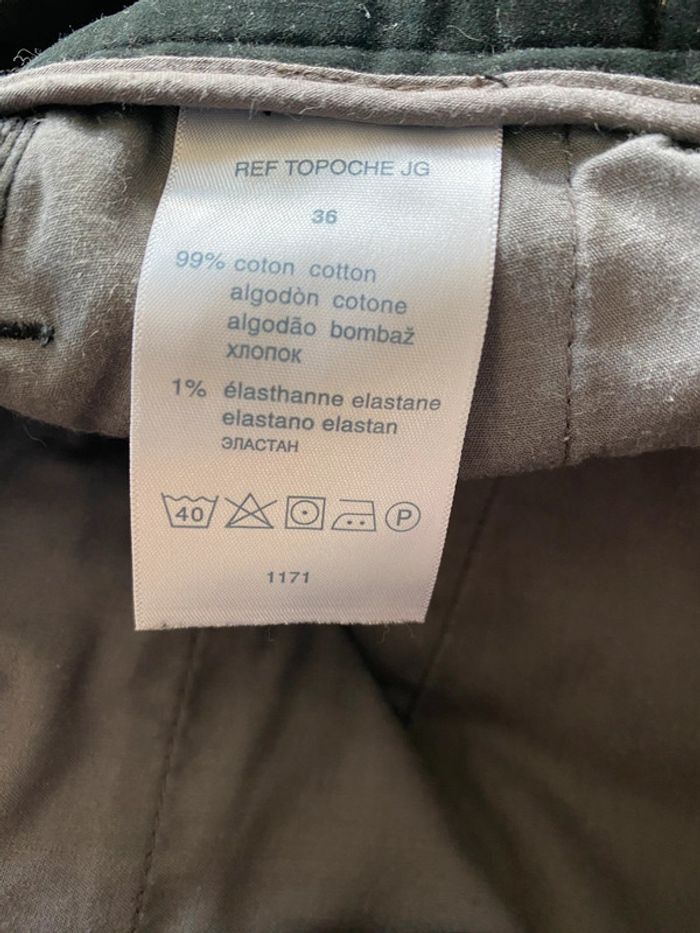 REF TOPOCHE JG
36
99% coton cotton
algodòn cotone
algodão bombaž
хлопок
1% élasthanne elastane
elastano elastan
эластан
40 P
1171